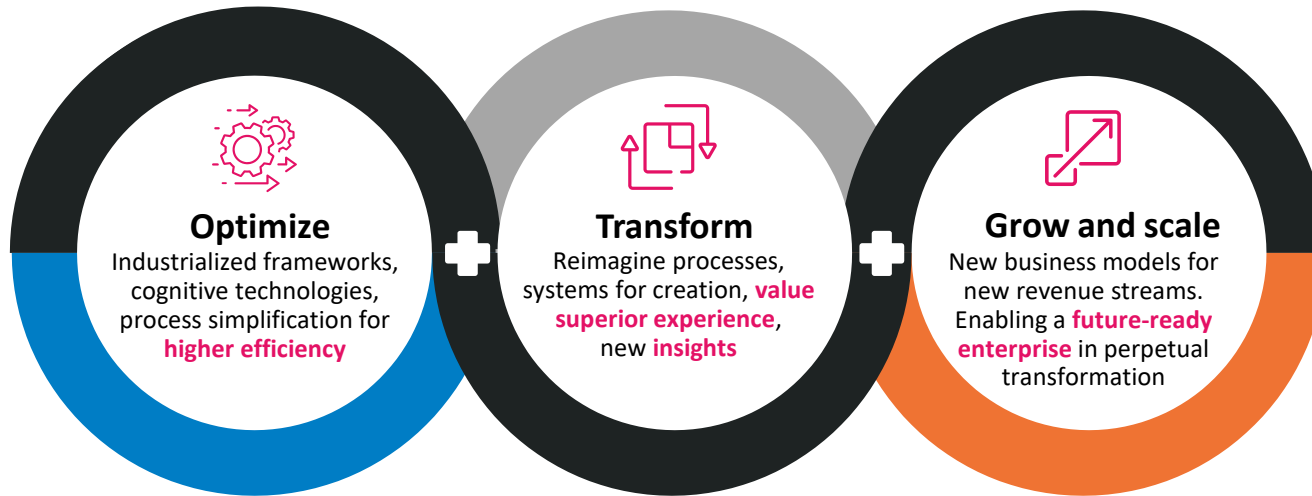 Optimize
Industrialized frameworks,
cognitive technologies,
process simplification for
higher efficiency
Transform
Reimagine processes,
systems for creation, value
superior experience,
new insights
Grow and scale
New business models for
new revenue streams.
Enabling a future-ready
enterprise in perpetual
transformation